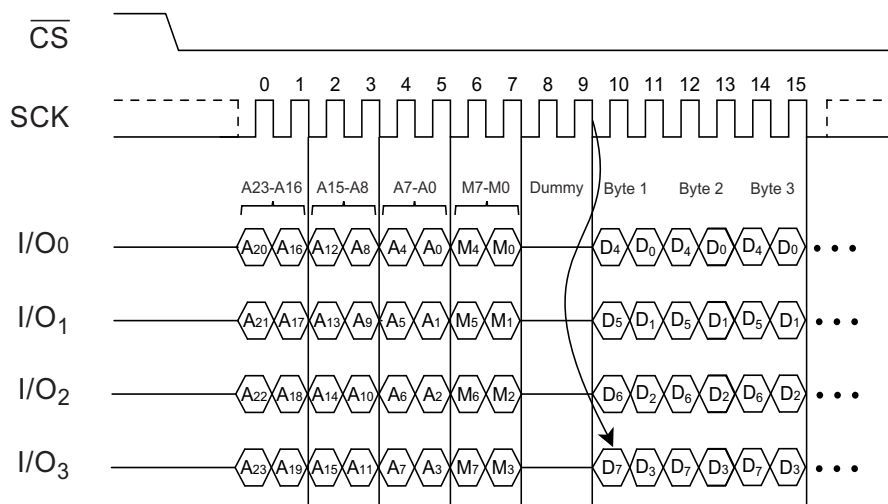 CS
0 1 2 3 4 5 6 7 8 9 10 11 12 13 14 15
SCK
A23-A16 A15-A8 A7-A0 M7-M0 Dummy Byte 1 Byte 2 Byte 3
I/O0 A20 A16 A12 A8 A4 A0 M4 M0 D4 D0 D4 D0 D4 D0 • • •
I/O1 A21 A17 A13 A9 A5 A1 M5 M1 D5 D1 D5 D1 D5 D1 • • •
I/O2 A22 A18 A14 A10 A6 A2 M6 M2 D6 D2 D6 D2 D6 D2 • • •
I/O3 A23 A19 A15 A11 A7 A3 M7 M3 D7 D3 D7 D3 D7 D3 • • •